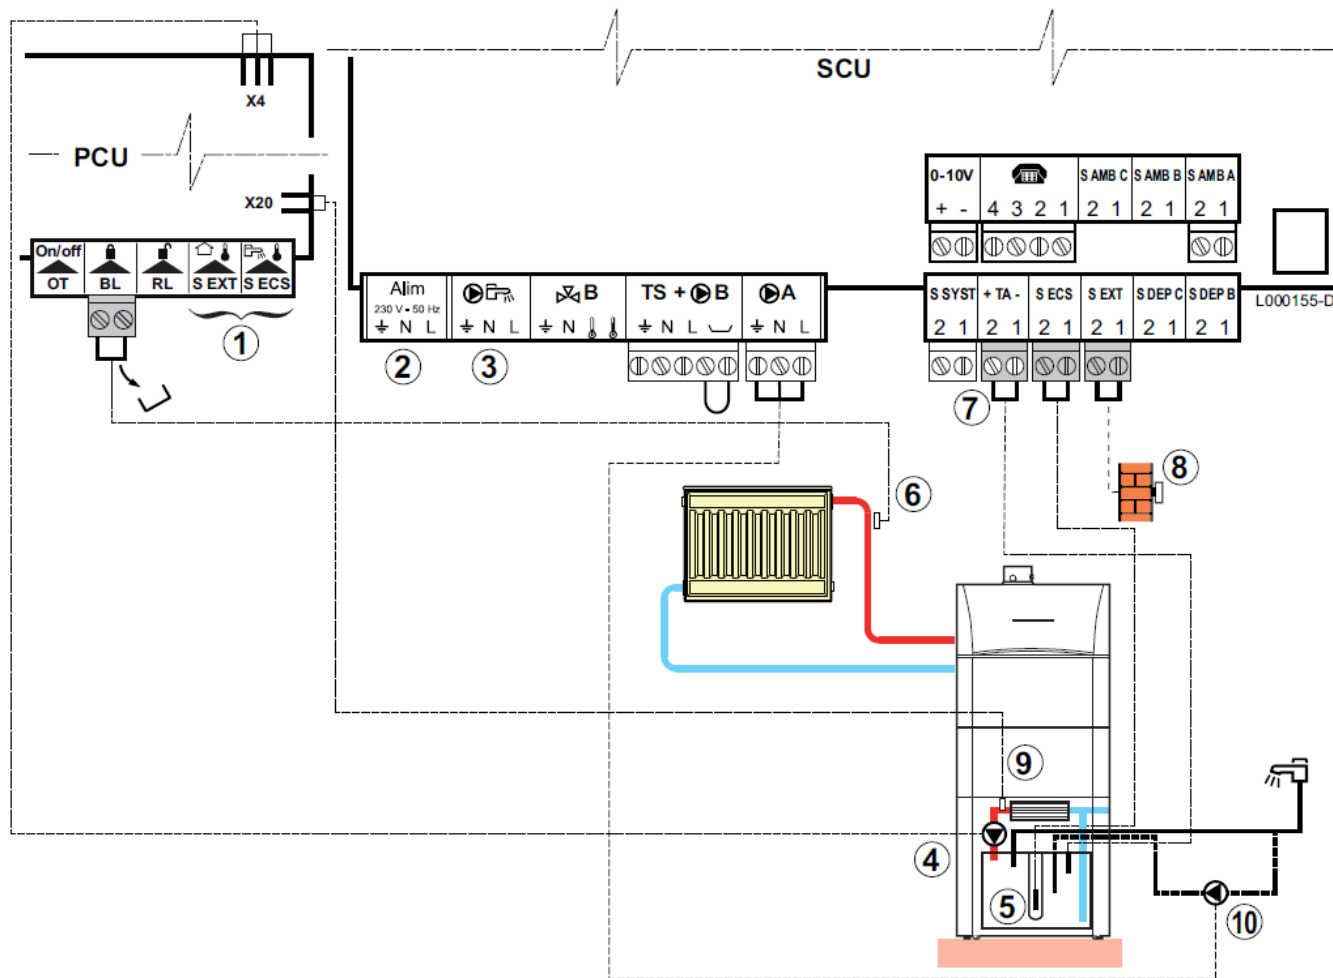 SCU
X4
PCU
X20
On/off
OT BL RL S EXT S ECS
1
0-10V S AMB C S AMB B S AMB A
+ - 4 3 2 1 2 1 2 1 2 1
Alim B TS + B A
230 V - 50 Hz
N L N L N N L N L
2 3
S SYST + TA - S ECS S EXT S DEP C S DEP B
2 1 2 1 2 1 2 1 2 1 2 1
L000155-D
7
8
6
9
4
5
10